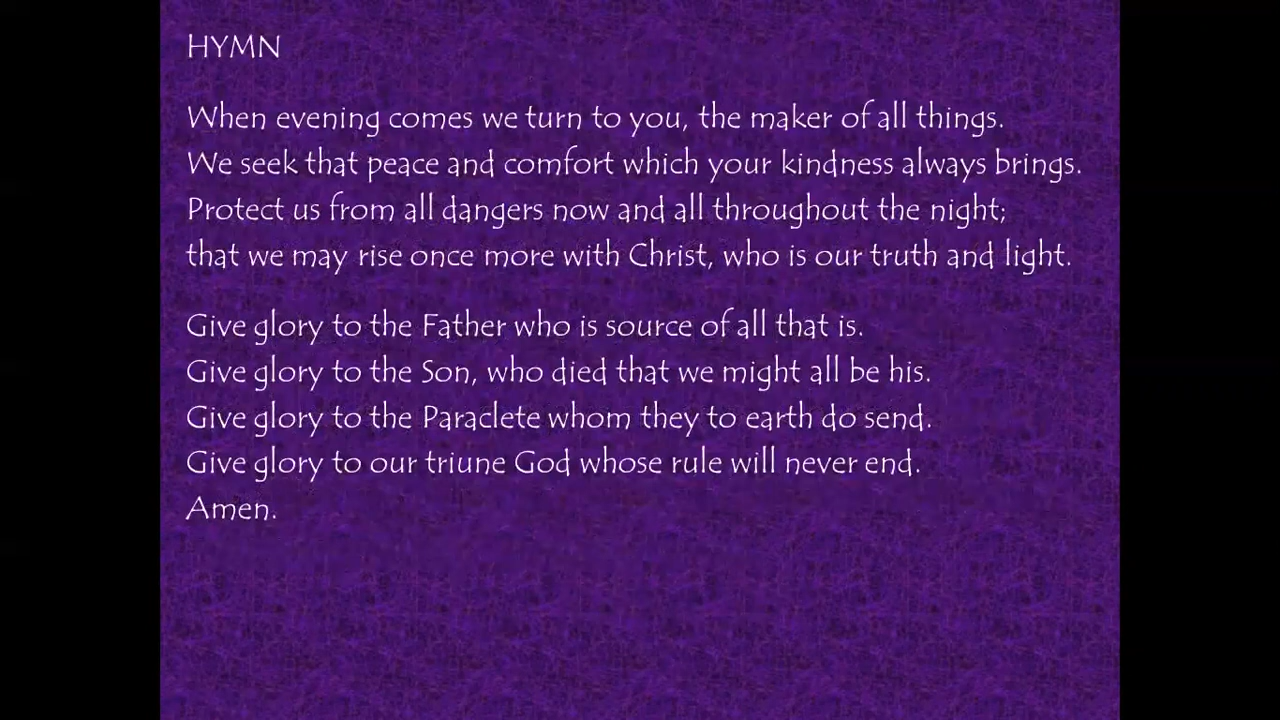 HYMN
When evening comes we turn to you, the maker of all things.
We seek that peace and comfort which your kindness always brings.
Protect us from all dangers now and all throughout the night;
that we may rise once more with Christ, who is our truth and light.
Give glory to the Father who is source of all that is.
Give glory to the Son, who died that we might all be his.
Give glory to the Paraclete whom they to earth do send.
Give glory to our triune God whose rule will never end.
Amen.